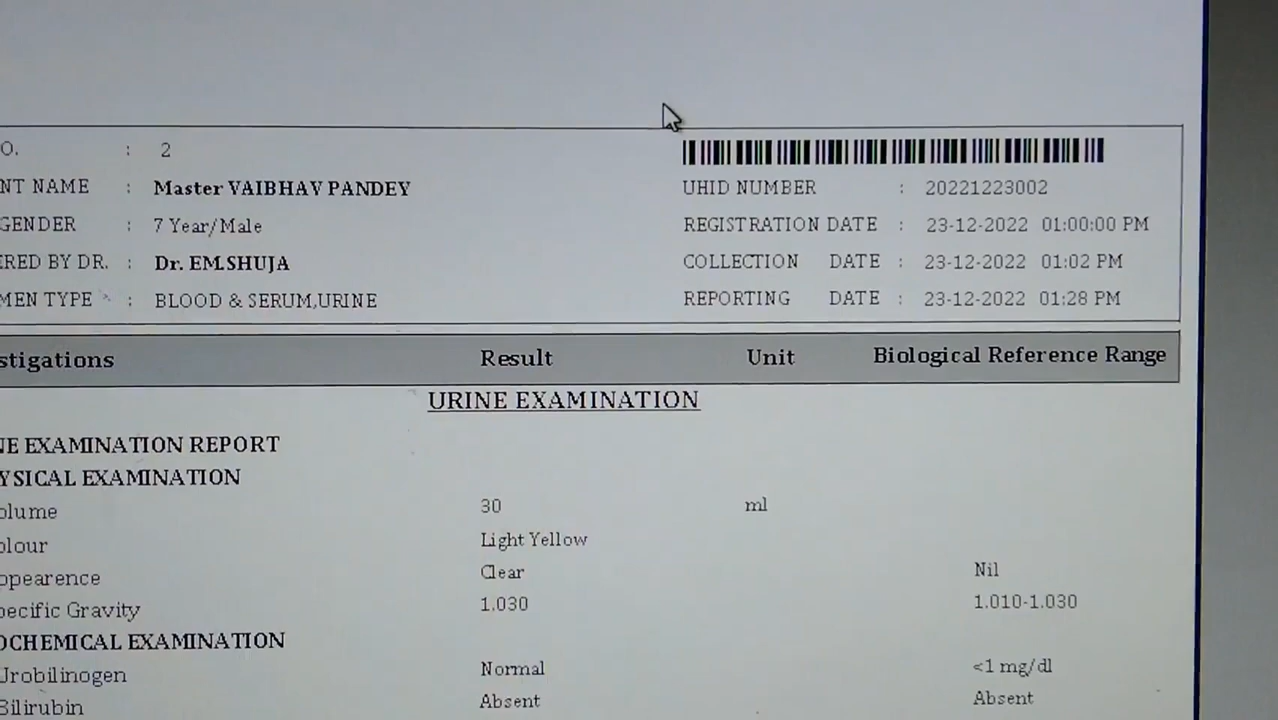 O. : 2
NT NAME : Master VAIBHAV PANDEY UHID NUMBER : 20221223002
GENDER : 7 Year/Male REGISTRATION DATE : 23-12-2022 01:00:00 PM
ERED BY DR. : Dr. EM.SHUJA COLLECTION DATE : 23-12-2022 01:02 PM
MEN TYPE : BLOOD & SERUM,URINE REPORTING DATE : 23-12-2022 01:28 PM
stigations Result Unit Biological Reference Range
URINE EXAMINATION
NE EXAMINATION REPORT
YSICAL EXAMINATION
olume 30 ml
olour Light Yellow
ppearence Clear Nil
pecific Gravity 1.030 1.010-1.030
OCHEMICAL EXAMINATION
Urobilinogen Normal <1 mg/dl
Bilirubin Absent Absent